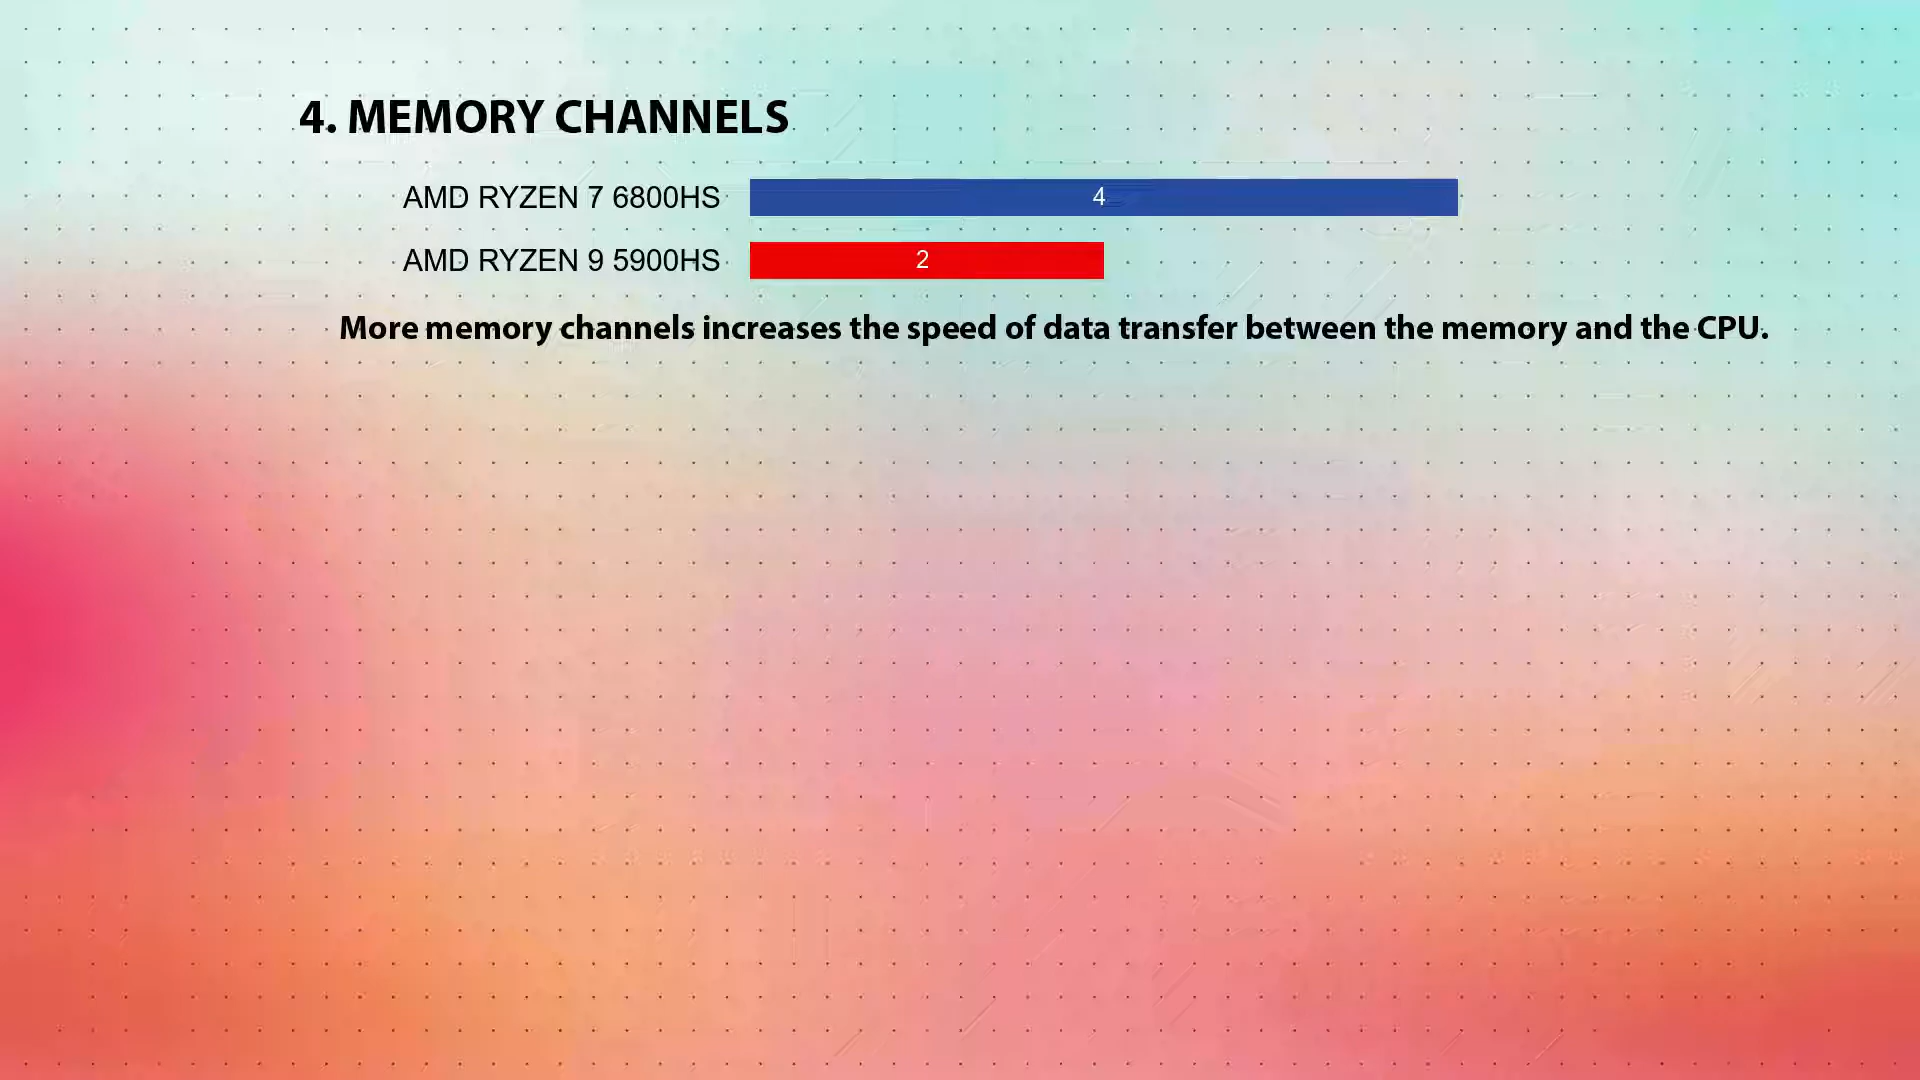 4. MEMORY CHANNELS
AMD RYZEN 7 6800HS 4
AMD RYZEN 9 5900HS 2
More memory channels increases the speed of data transfer between the memory and the CPU.